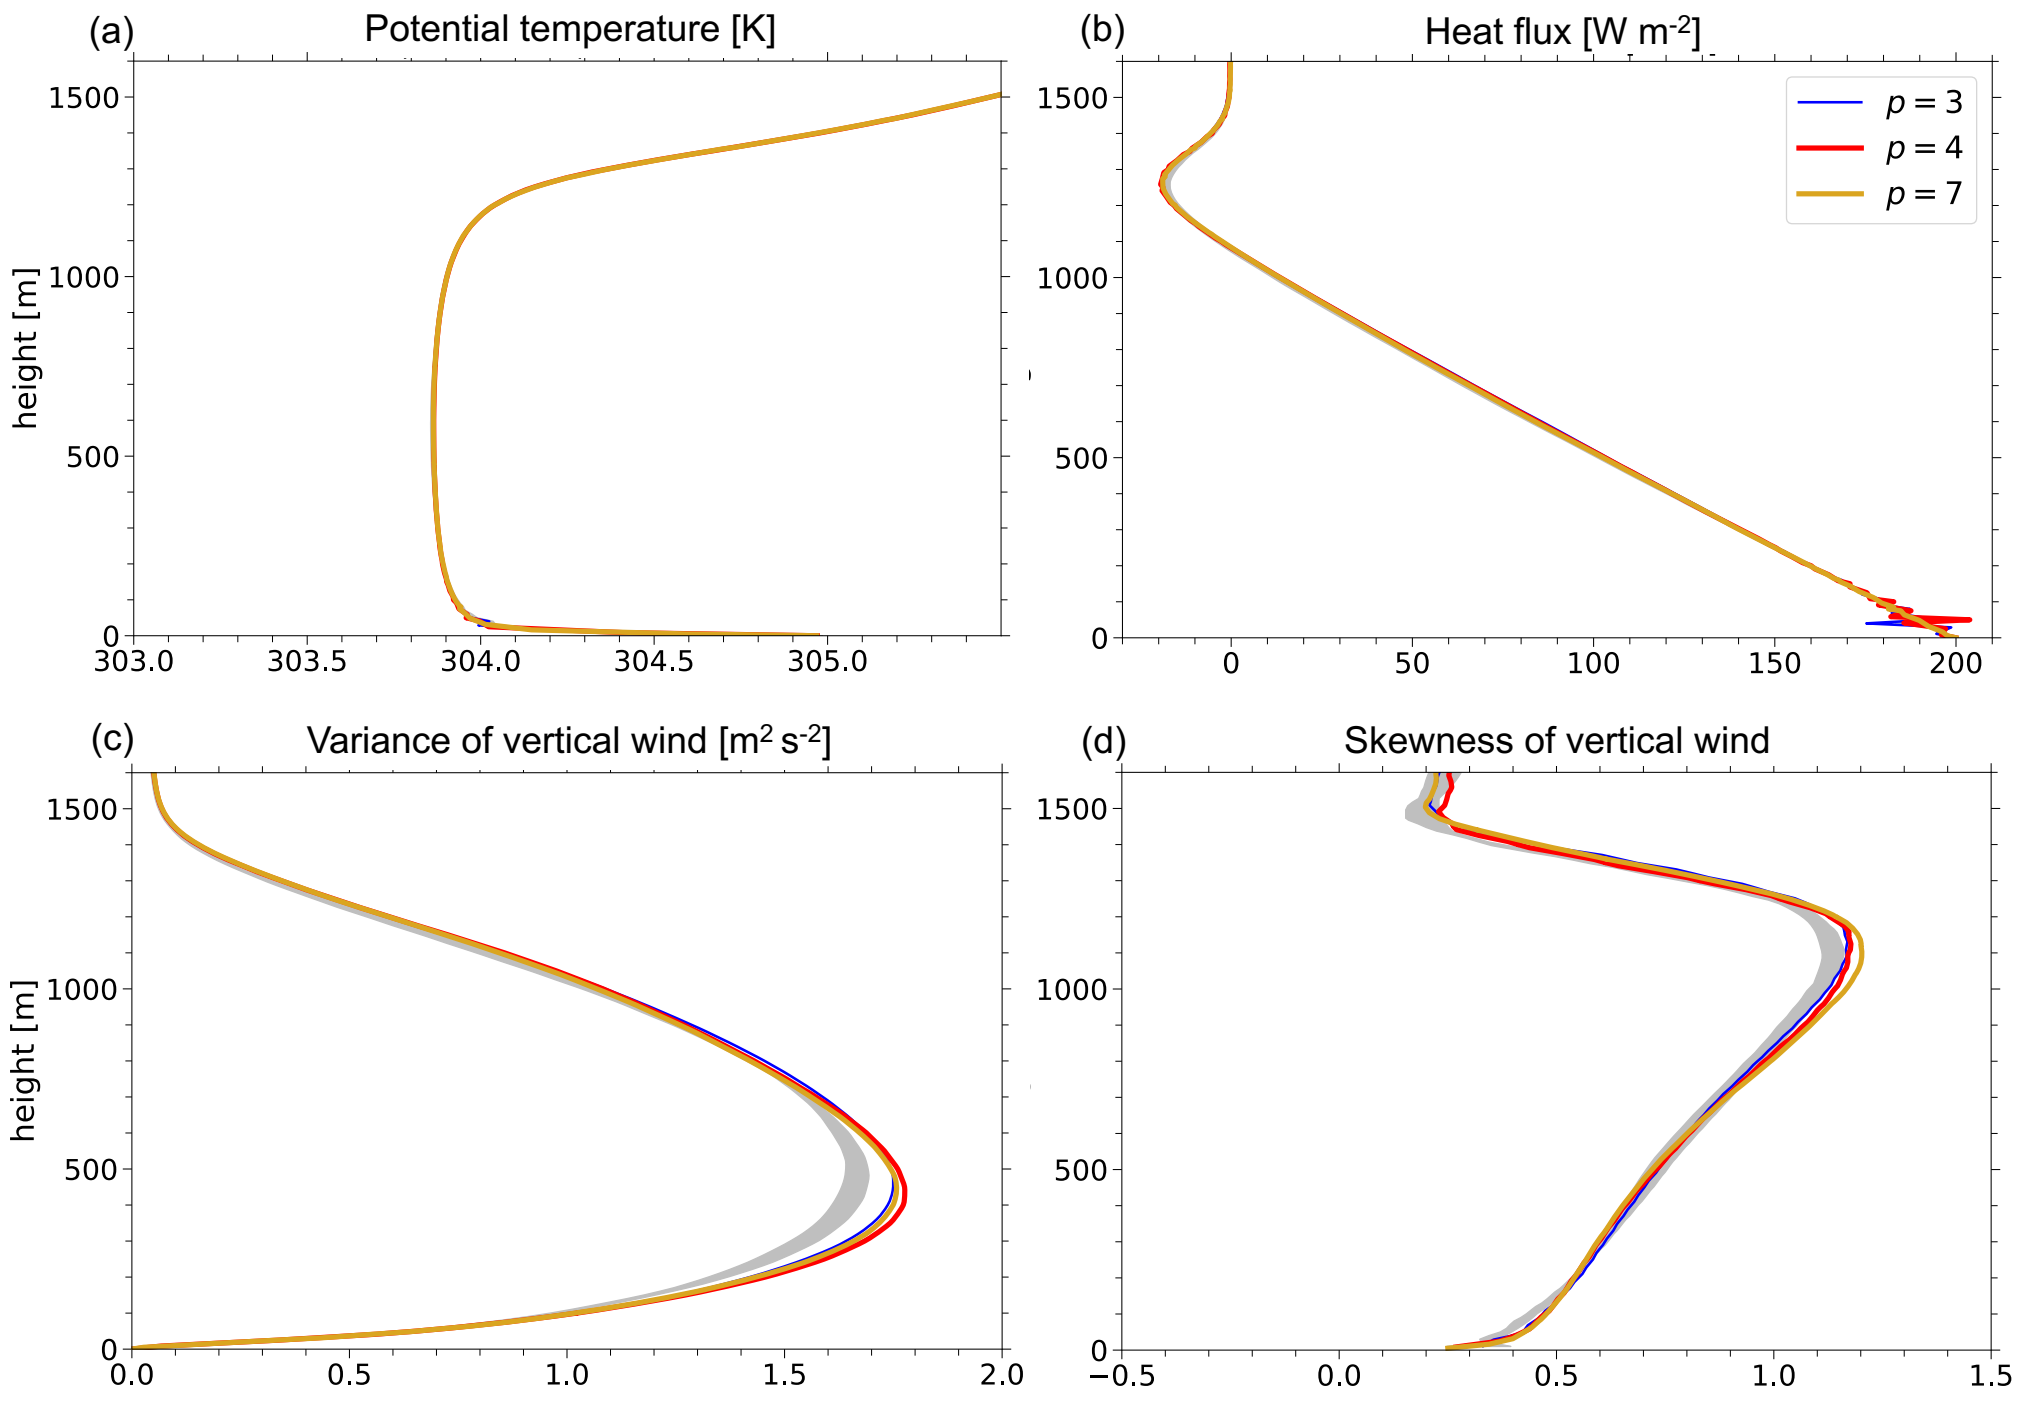 (a) Potential temperature [K]
1500
1000
500
0
height [m]
303.0 303.5 304.0 304.5 305.0
(b) Heat flux [W m-2]
p = 3
p = 4
p = 7
1500
1000
500
0
0 50 100 150 200
(c) Variance of vertical wind [m2 s-2]
1500
1000
500
0
height [m]
0.0 0.5 1.0 1.5 2.0
(d) Skewness of vertical wind
1500
1000
500
0
−0.5 0.0 0.5 1.0 1.5